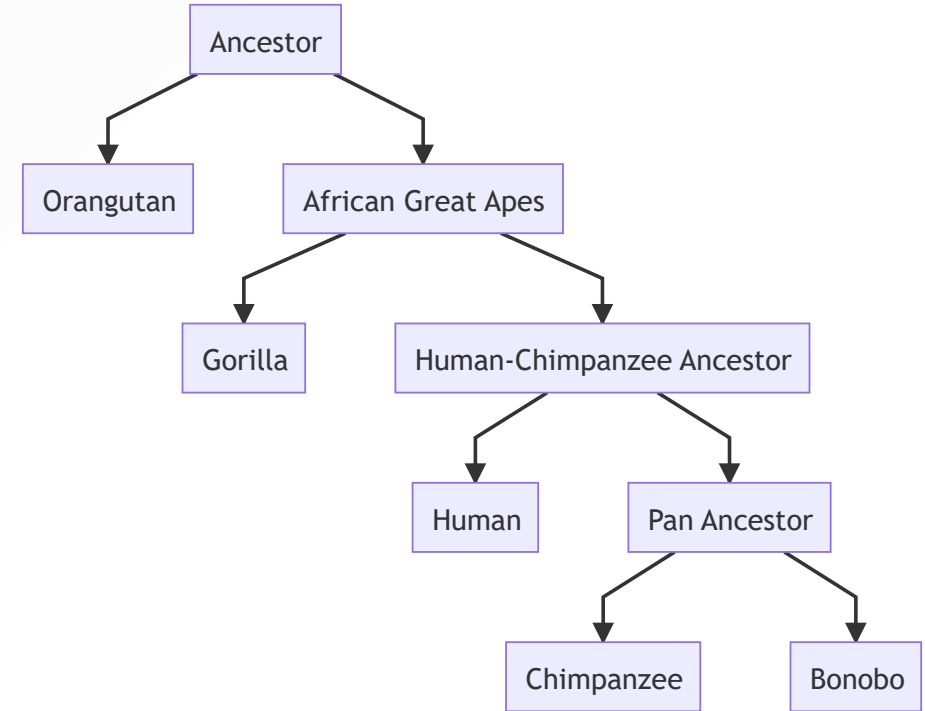 Ancestor
Orangutan
African Great Apes
Gorilla
Human-Chimpanzee Ancestor
Human
Pan Ancestor
Chimpanzee
Bonobo